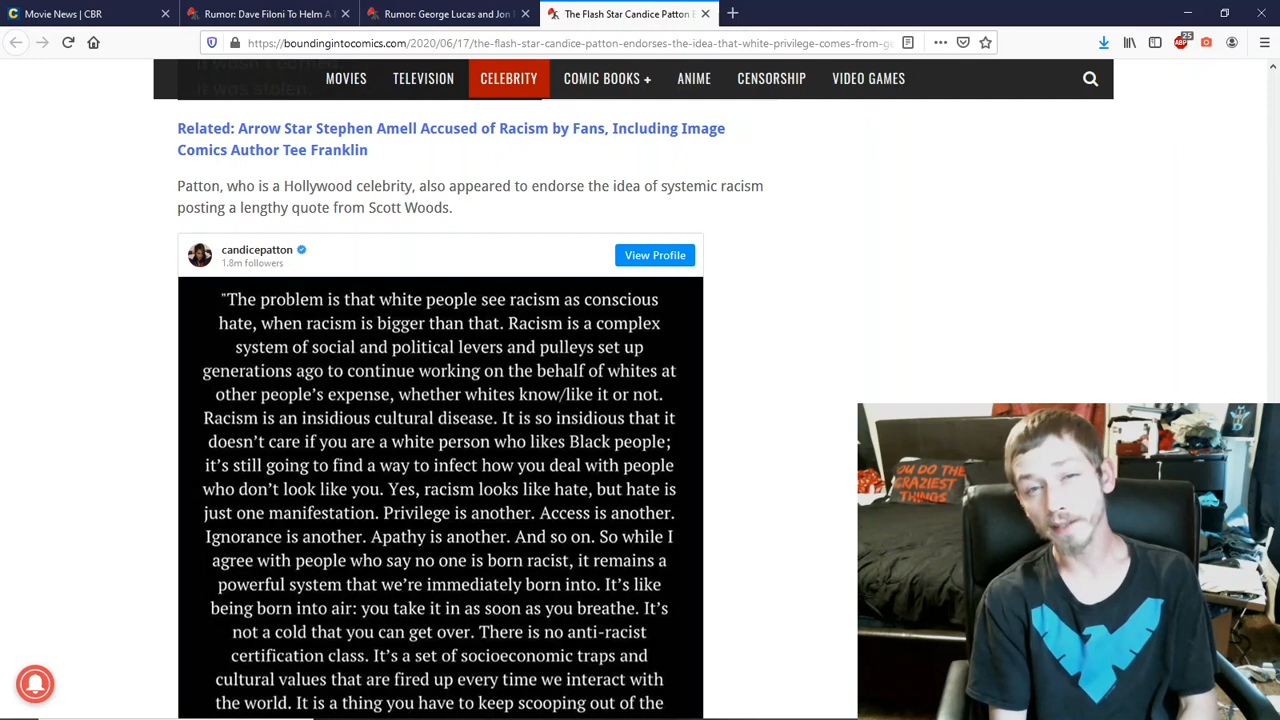 Movie News | CBR
Rumor: Dave Filoni To Helm A
Rumor: George Lucas and Jon
The Flash Star Candice Patton
https://boundingintocomics.com/2020/06/17/the-flash-star-candice-patton-endorses-the-idea-that-white-privilege-comes-from-ge
ABP
25
it wasn't earned.
it was stolen.
MOVIES TELEVISION CELEBRITY COMIC BOOKS + ANIME CENSORSHIP VIDEO GAMES
Related: Arrow Star Stephen Amell Accused of Racism by Fans, Including Image
Comics Author Tee Franklin
Patton, who is a Hollywood celebrity, also appeared to endorse the idea of systemic racism
posting a lengthy quote from Scott Woods.
candicepatton
1.8m followers
View Profile
"The problem is that white people see racism as conscious
hate, when racism is bigger than that. Racism is a complex
system of social and political levers and pulleys set up
generations ago to continue working on the behalf of whites at
other people's expense, whether whites know/like it or not.
Racism is an insidious cultural disease. It is so insidious that it
doesn't care if you are a white person who likes Black people;
it's still going to find a way to infect how you deal with people
who don't look like you. Yes, racism looks like hate, but hate is
just one manifestation. Privilege is another. Access is another.
Ignorance is another. Apathy is another. And so on. So while I
agree with people who say no one is born racist, it remains a
powerful system that we're immediately born into. It's like
being born into air: you take it in as soon as you breathe. It's
not a cold that you can get over. There is no anti-racist
certification class. It's a set of socioeconomic traps and
cultural values that are fired up every time we interact with
the world. It is a thing you have to keep scooping out of the
YOU DO THE
CRAZIEST
THINGS